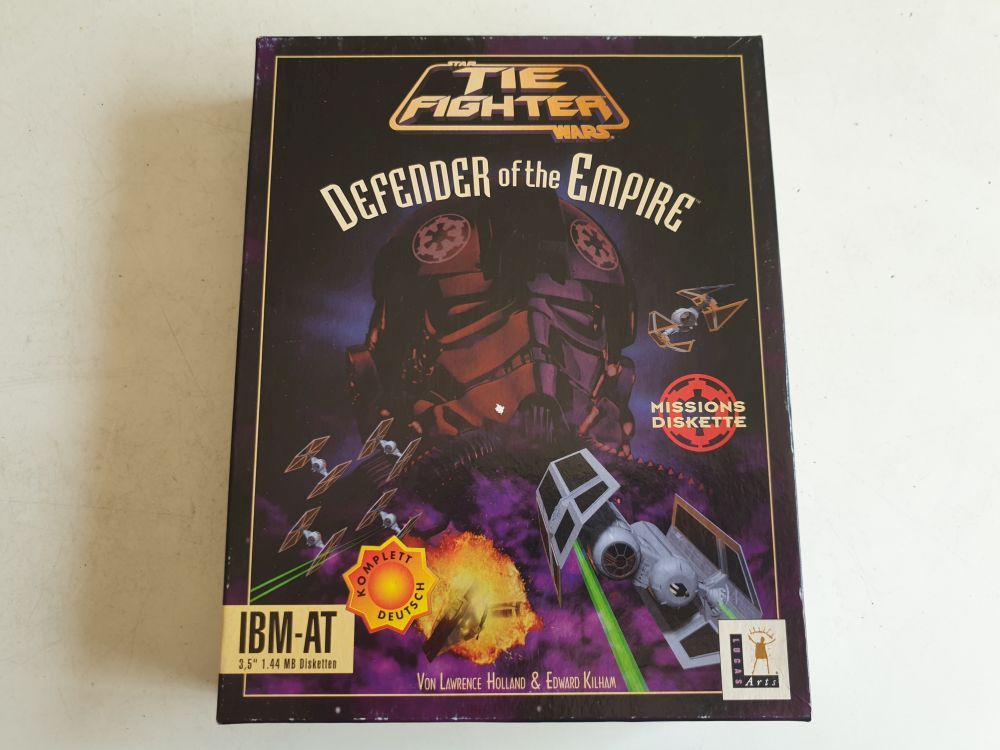 STAR
TIE
FIGHTER
WARS
DEFENDER of the EMPIRE™
MISSIONS
DISKETTE
KOMPLETT
DEUTSCH
IBM-AT
3,5" 1.44 MB Disketten
VON LAWRENCE HOLLAND & EDWARD KILHAM
LUCAS
Arts